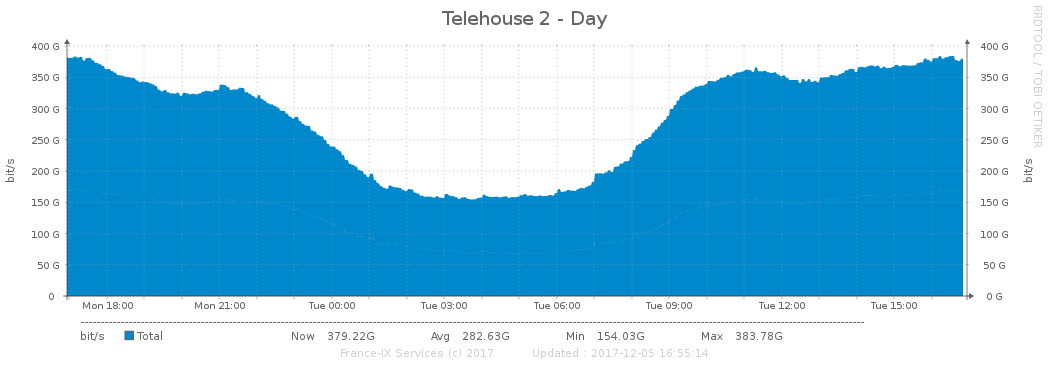 Telehouse 2 - Day
RRDTOOL / TOBI OETIKER
400 G 400 G
350 G 350 G
300 G 300 G
250 G 250 G
200 G 200 G
150 G 150 G
100 G 100 G
50 G 50 G
0 0 G
bit/s bit/s
Mon 18:00 Mon 21:00 Tue 00:00 Tue 03:00 Tue 06:00 Tue 09:00 Tue 12:00 Tue 15:00
bit/s Total Now 379.22G Avg 282.63G Min 154.03G Max 383.78G
France-IX Services (c) 2017 Updated : 2017-12-05 16:55:14